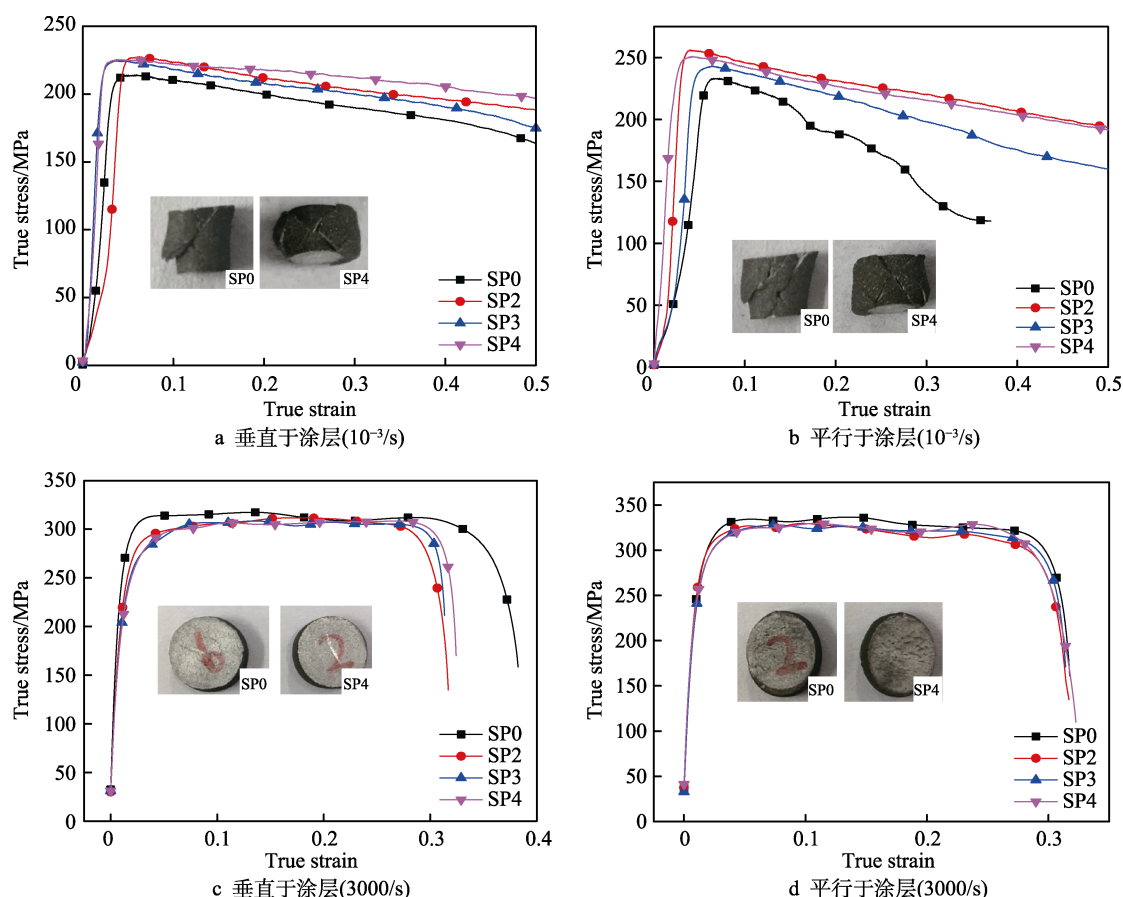 250
200
150
100
50
0
True stress/MPa
SP0
SP4
SP0
SP2
SP3
SP4
0 0.1 0.2 0.3 0.4 0.5
True strain
a 垂直于涂层(10⁻³/s)
250
200
150
100
50
0
True stress/MPa
SP0
SP4
SP0
SP2
SP3
SP4
0 0.1 0.2 0.3 0.4 0.5
True strain
b 平行于涂层(10⁻³/s)
350
300
250
200
150
100
50
0
True stress/MPa
6
SP0
2
SP4
SP0
SP2
SP3
SP4
0 0.1 0.2 0.3 0.4
True strain
c 垂直于涂层(3000/s)
350
300
250
200
150
100
50
0
True stress/MPa
2
SP0
SP4
SP0
SP2
SP3
SP4
0 0.1 0.2 0.3
True strain
d 平行于涂层(3000/s)